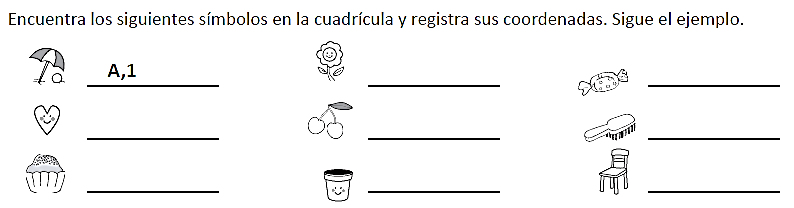 Encuentra los siguientes símbolos en la cuadrícula y registra sus coordenadas. Sigue el ejemplo.
A,1